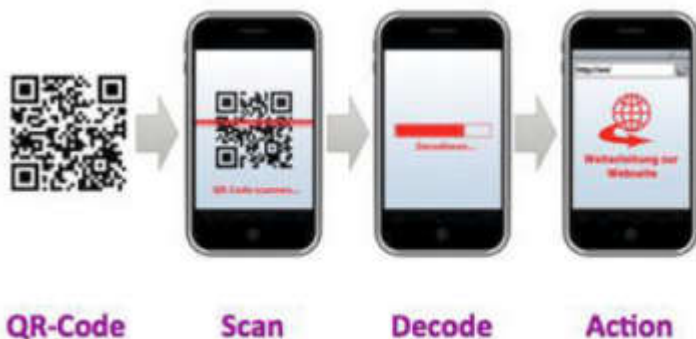 QR-Code scannen...
Decodieren...
http://www
Weiterleitung zur
Webseite
QR-Code
Scan
Decode
Action